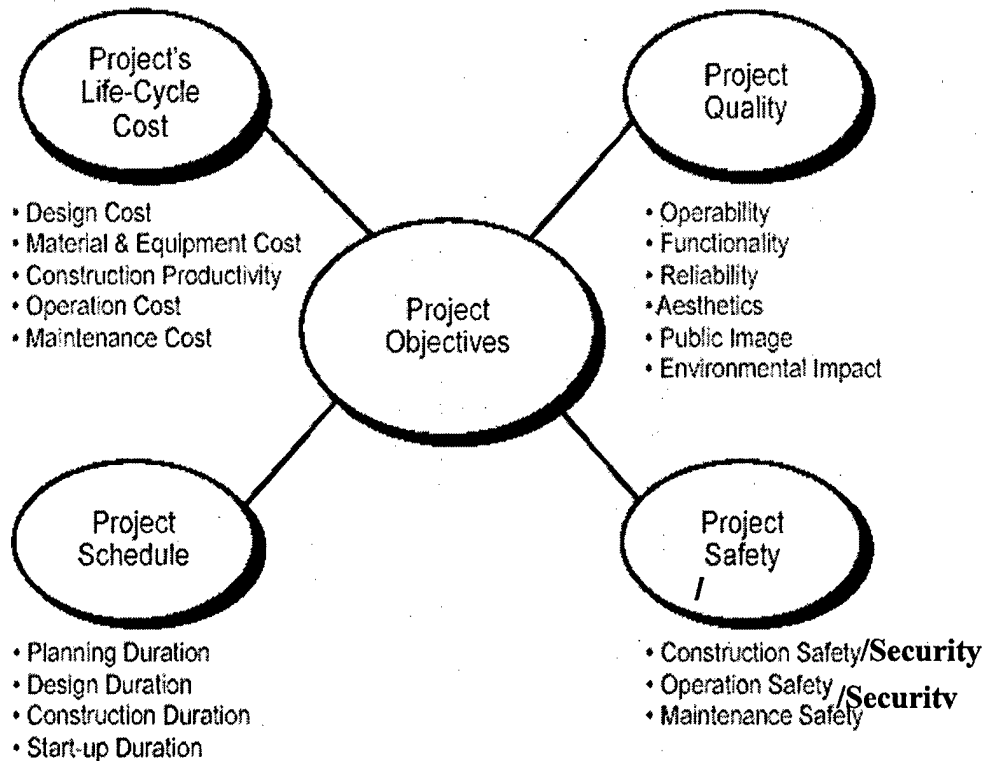 Project's
Life-Cycle
Cost
• Design Cost
• Material & Equipment Cost
• Construction Productivity
• Operation Cost
• Maintenance Cost
Project
Quality
• Operability
• Functionality
• Reliability
• Aesthetics
• Public Image
• Environmental Impact
Project
Objectives
Project
Schedule
• Planning Duration
• Design Duration
• Construction Duration
• Start-up Duration
Project
Safety
/
• Construction Safety/Security
• Operation Safety /Security
• Maintenance Safety